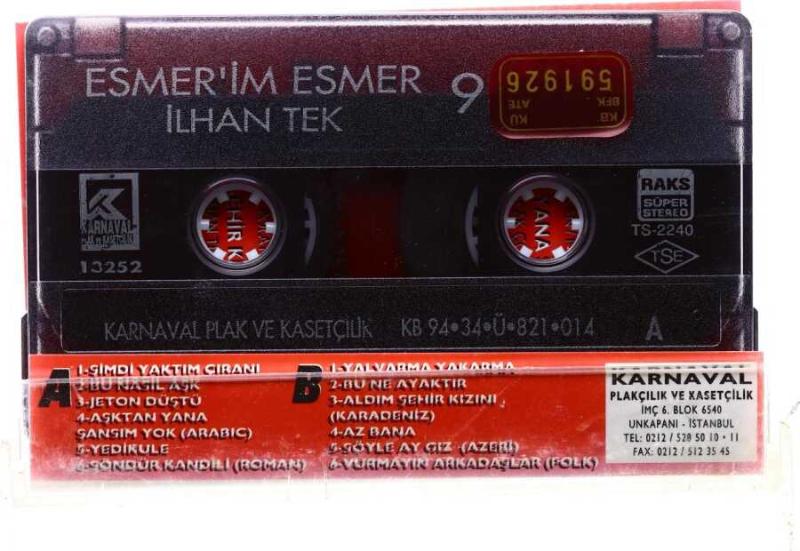 ESMER'İM ESMER
İLHAN TEK
9
KÜ KB
ATE BFK.
591926
KARNAVAL
PLAK VE KASETÇİLİK
13252
RAKS
SÜPER
STEREO
TS-2240
TSE
KARNAVAL PLAK VE KASETÇİLİK KB 94•34•Ü•821•014 A
A
1-ŞİMDİ YAKTIM ÇIRANI
2-BU NASIL AŞK
3-JETON DÜŞTÜ
4-AŞKTAN YANA
ŞANSIM YOK (ARABIC)
5-YEDİKULE
6-SÖNDÜR KANDİLİ (ROMAN)
B
1-YALVARMA YAKARMA
2-BU NE AYAKTIR
3-ALDIM ŞEHİR KIZINI
(KARADENİZ)
4-AZ BANA
5-SÖYLE AY GIZ -(AZERİ)
6-VURMAYIN ARKADAŞLAR (FOLK)
KARNAVAL
PLAKÇILIK VE KASETÇİLİK
İMÇ 6. BLOK 6540
UNKAPANI - İSTANBUL
TEL: 0212 / 528 50 10 • 11
FAX: 0212 / 512 35 45